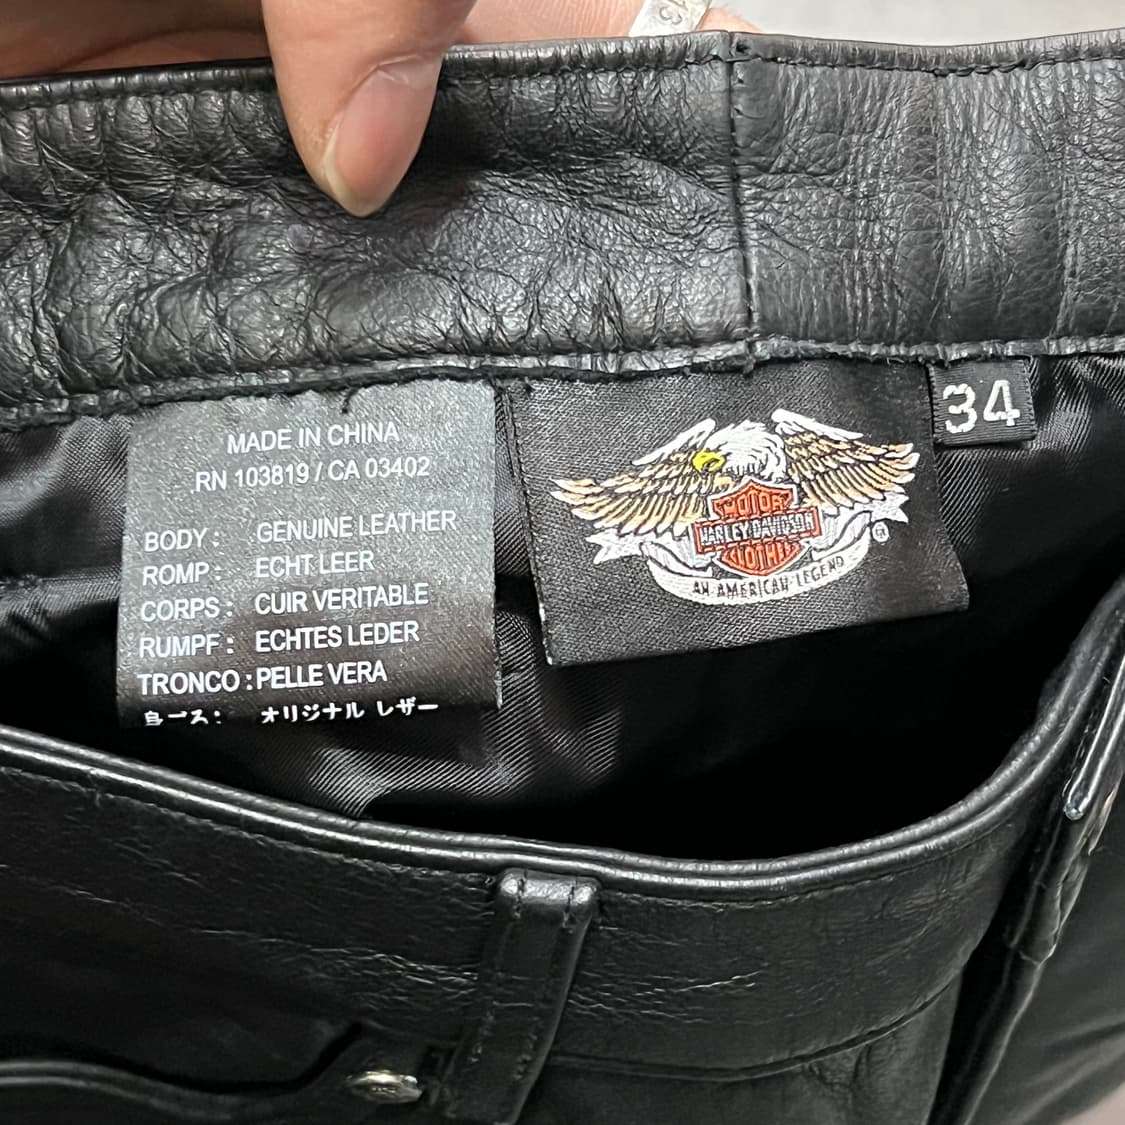 MADE IN CHINA
RN 103819 / CA 03402
BODY : GENUINE LEATHER
ROMP : ECHT LEER
CORPS : CUIR VERITABLE
RUMPF : ECHTES LEDER
TRONCO : PELLE VERA
オリジナル レザー
MOTOR
HARLEY-DAVIDSON
CLOTHES
AN AMERICAN LEGEND
®
34